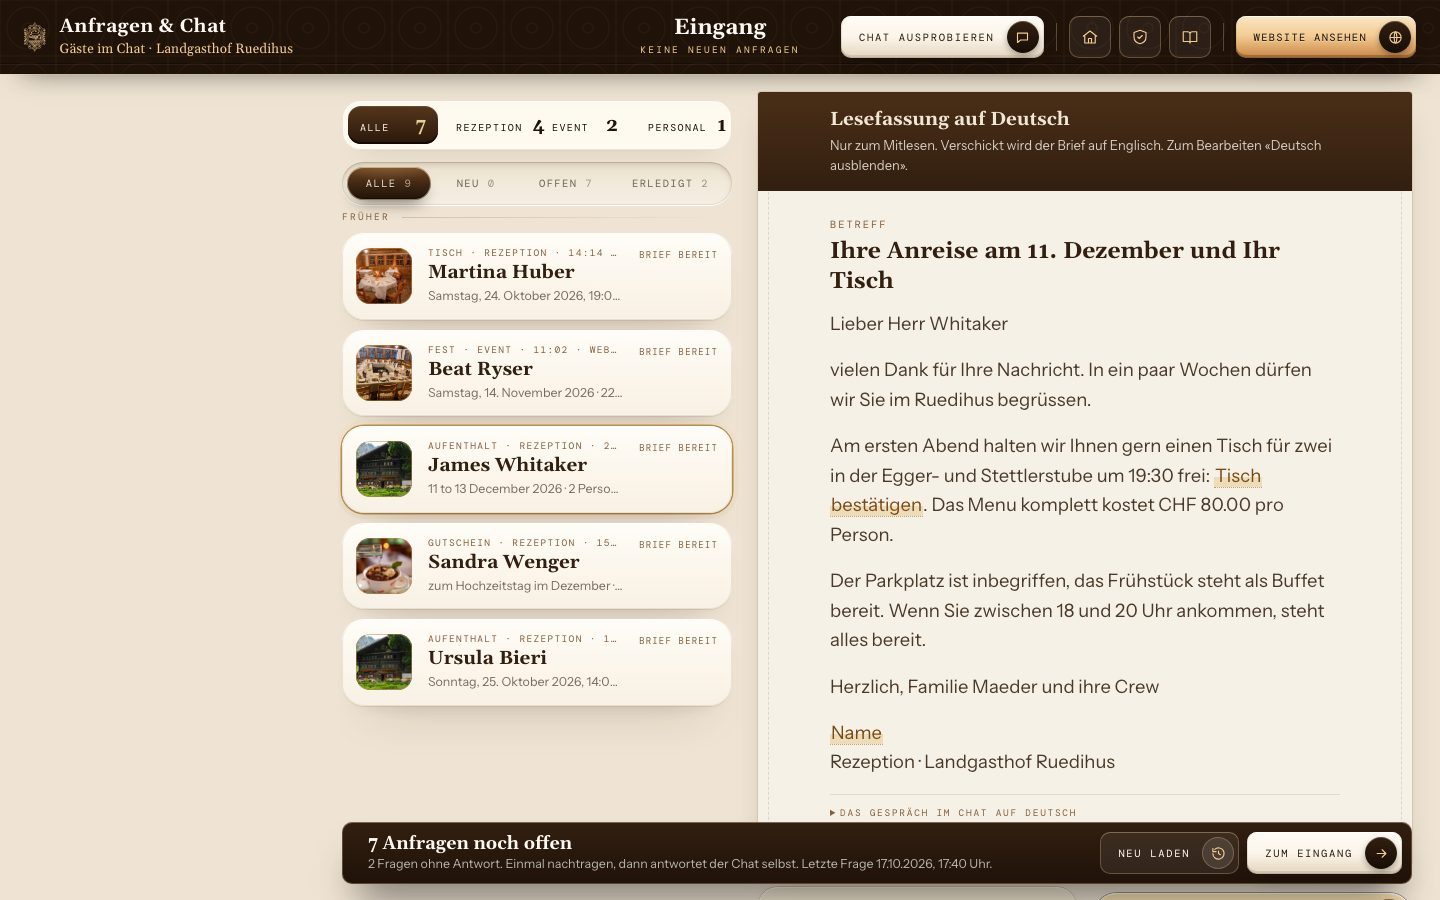 Anfragen & Chat
Gäste im Chat · Landgasthof Ruedihus
Eingang
KEINE NEUEN ANFRAGEN
CHAT AUSPROBIEREN
WEBSITE ANSEHEN
ALLE 7
REZEPTION 4
EVENT 2
PERSONAL 1
ALLE 9
NEU 0
OFFEN 7
ERLEDIGT 2
FRÜHER
TISCH · REZEPTION · 14:14 …
BRIEF BEREIT
Martina Huber
Samstag, 24. Oktober 2026, 19:0…
FEST · EVENT · 11:02 · WEB…
BRIEF BEREIT
Beat Ryser
Samstag, 14. November 2026 · 22…
AUFENTHALT · REZEPTION · 2…
BRIEF BEREIT
James Whitaker
11 to 13 December 2026 · 2 Perso…
GUTSCHEIN · REZEPTION · 15…
BRIEF BEREIT
Sandra Wenger
zum Hochzeitstag im Dezember ·…
AUFENTHALT · REZEPTION · 1…
BRIEF BEREIT
Ursula Bieri
Sonntag, 25. Oktober 2026, 14:0…
Lesefassung auf Deutsch
Nur zum Mitlesen. Verschickt wird der Brief auf Englisch. Zum Bearbeiten «Deutsch
ausblenden».
BETREFF
Ihre Anreise am 11. Dezember und Ihr
Tisch
Lieber Herr Whitaker
vielen Dank für Ihre Nachricht. In ein paar Wochen dürfen
wir Sie im Ruedihus begrüssen.
Am ersten Abend halten wir Ihnen gern einen Tisch für zwei
in der Egger- und Stettlerstube um 19:30 frei: Tisch
bestätigen. Das Menu komplett kostet CHF 80.00 pro
Person.
Der Parkplatz ist inbegriffen, das Frühstück steht als Buffet
bereit. Wenn Sie zwischen 18 und 20 Uhr ankommen, steht
alles bereit.
Herzlich, Familie Maeder und ihre Crew
Name
Rezeption · Landgasthof Ruedihus
DAS GESPRÄCH IM CHAT AUF DEUTSCH
7 Anfragen noch offen
2 Fragen ohne Antwort. Einmal nachtragen, dann antwortet der Chat selbst. Letzte Frage 17.10.2026, 17:40 Uhr.
NEU LADEN
ZUM EINGANG